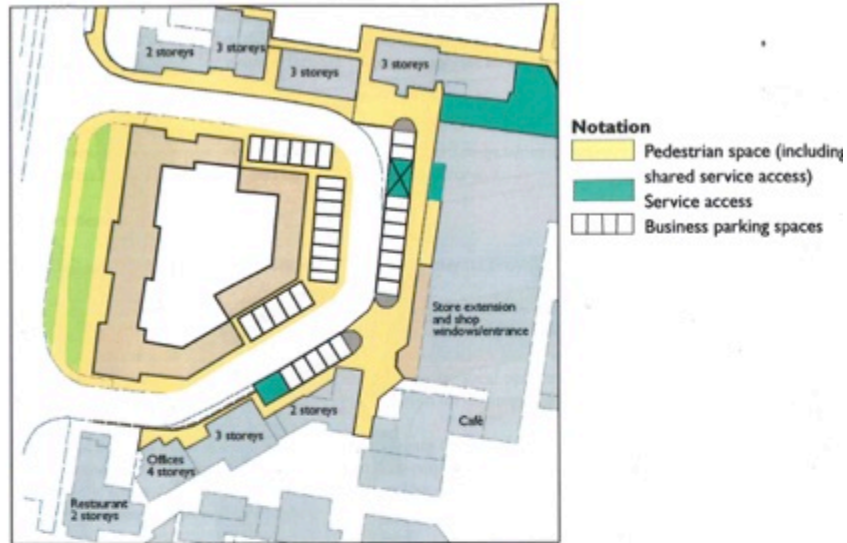 2 storeys
3 storeys
3 storeys
3 storeys
Notation
Pedestrian space (including
shared service access)
Service access
Business parking spaces
Store extension
and shop
windows/entrance
2 storeys
Café
3 storeys
Offices
4 storeys
Restaurant
2 storeys